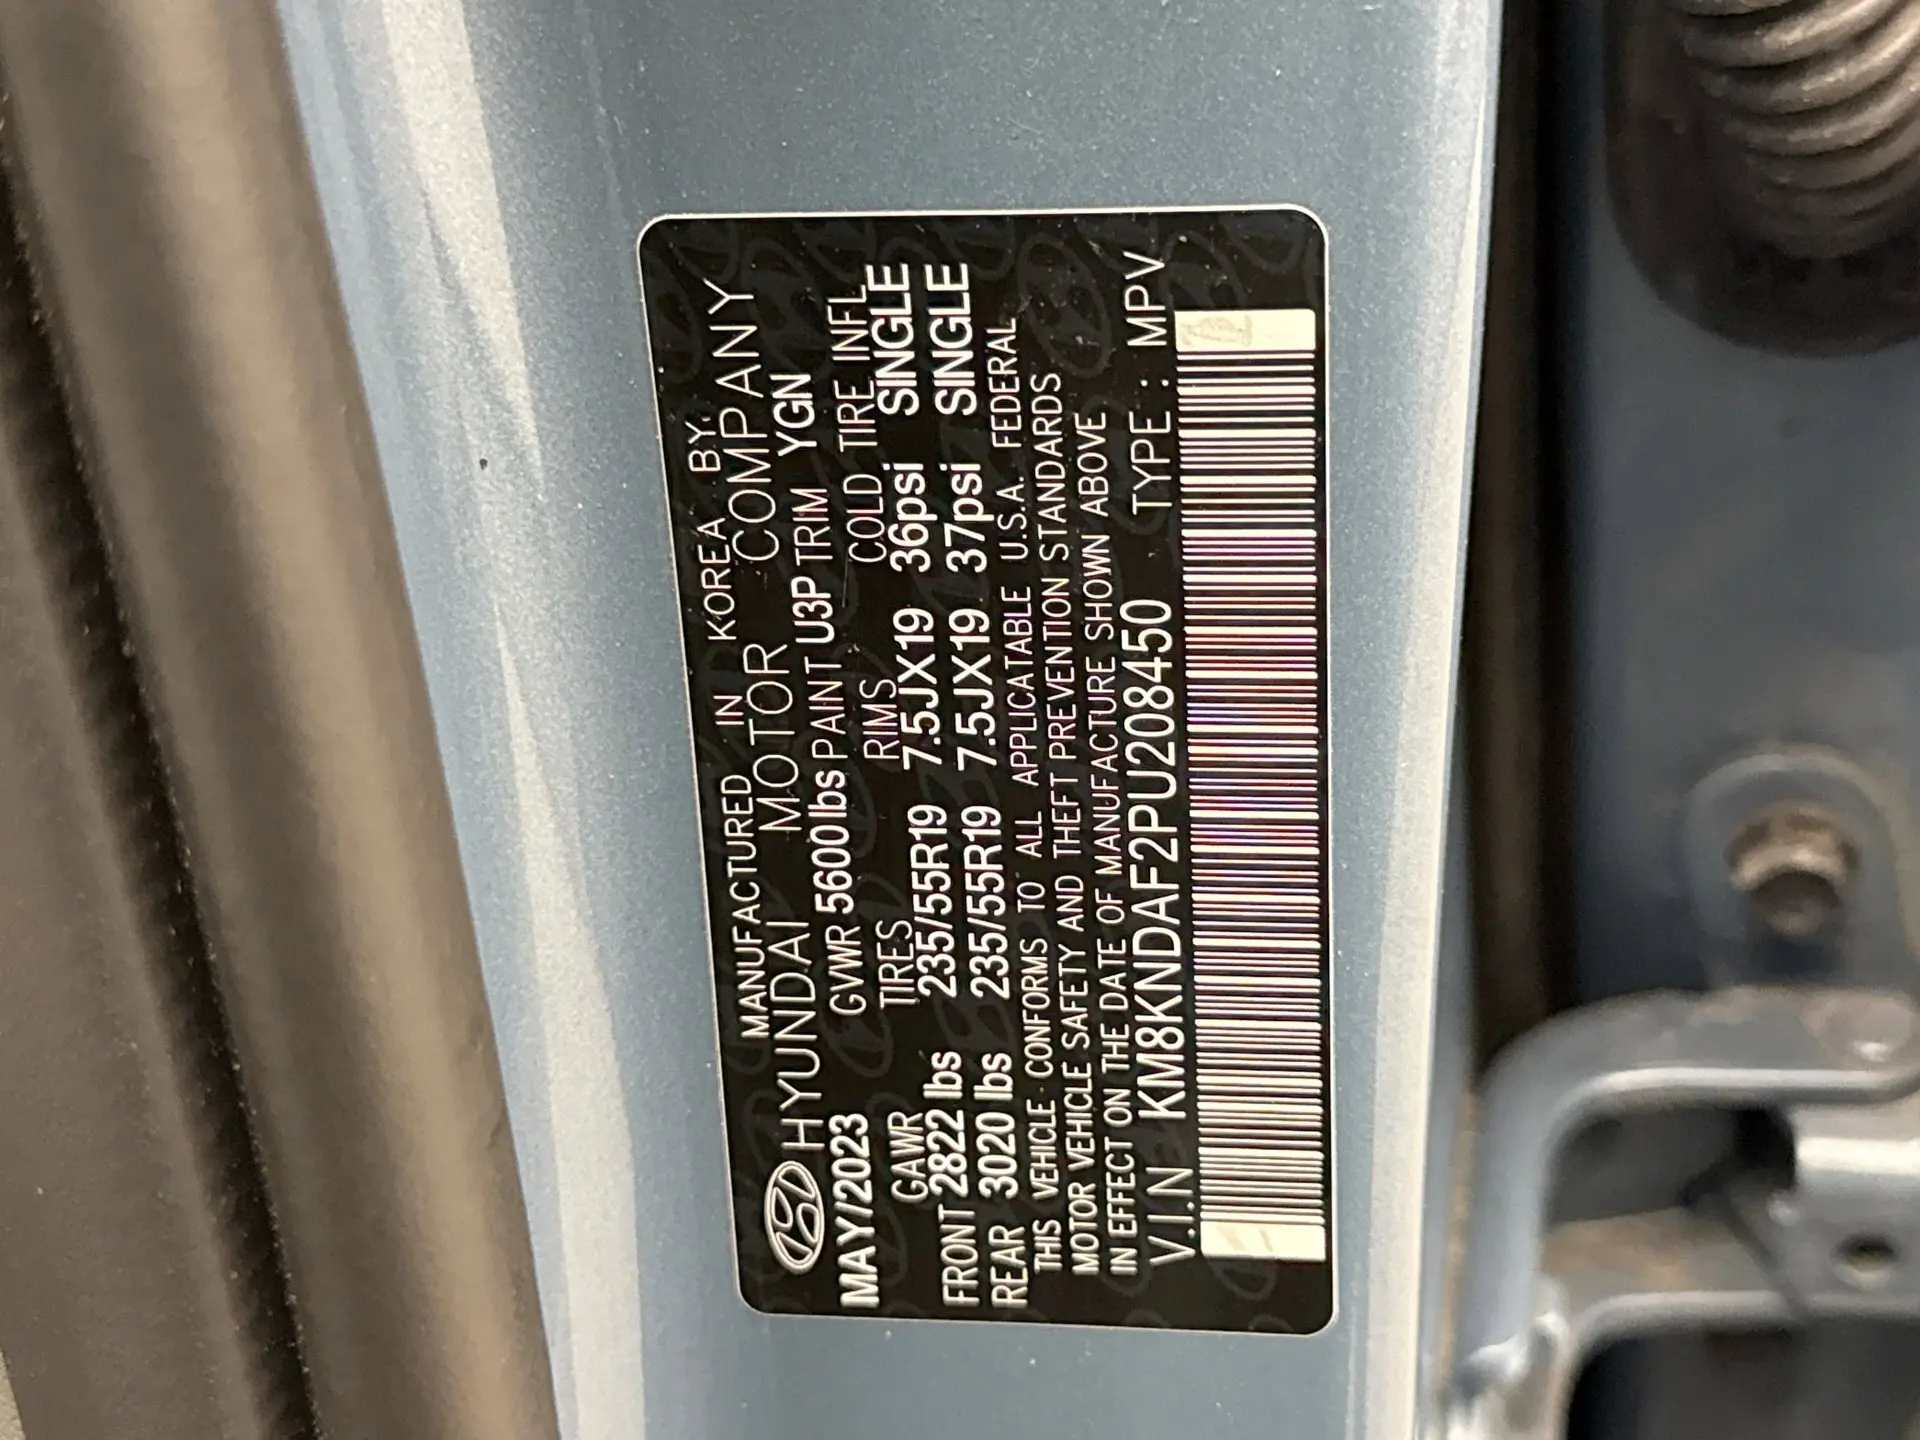 MANUFACTURED IN KOREA BY.
HYUNDAI MOTOR COMPANY
MAY/2023 GVWR 5600lbs PAINT U3P TRIM YGN
GAWR TIRES RIMS COLD TIRE INFL
FRONT 2822 lbs 235/55R19 7.5JX19 36psi SINGLE
REAR 3020 lbs 235/55R19 7.5JX19 37psi SINGLE
THIS VEHICLE CONFORMS TO ALL APPLICATABLE U.S.A. FEDERAL
MOTOR VEHICLE SAFETY AND THEFT PREVENTION STANDARDS
IN EFFECT ON THE DATE OF MANUFACTURE SHOWN ABOVE
V.I.N KM8KNDAF2PU208450 TYPE : MPV